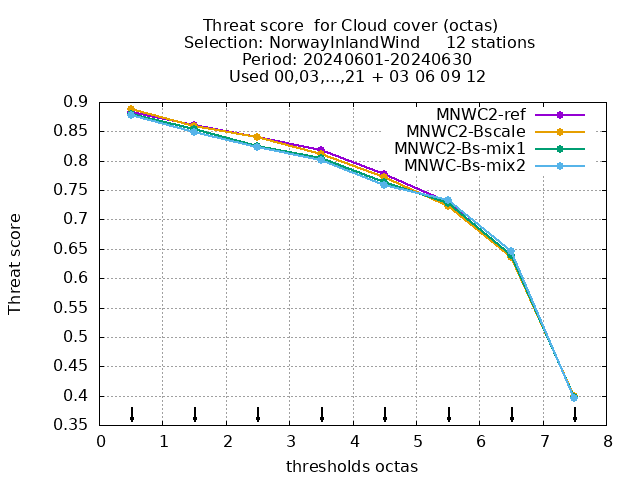 Threat score  for Cloud cover (octas)
Selection: NorwayInlandWind     12 stations
Period: 20240601-20240630
Used 00,03,...,21 + 03 06 09 12
MNWC2-ref
MNWC2-Bscale
MNWC2-Bs-mix1
MNWC-Bs-mix2
0.9
0.85
0.8
0.75
0.7
0.65
0.6
0.55
0.5
0.45
0.4
0.35
Threat score
0 1 2 3 4 5 6 7 8
thresholds octas